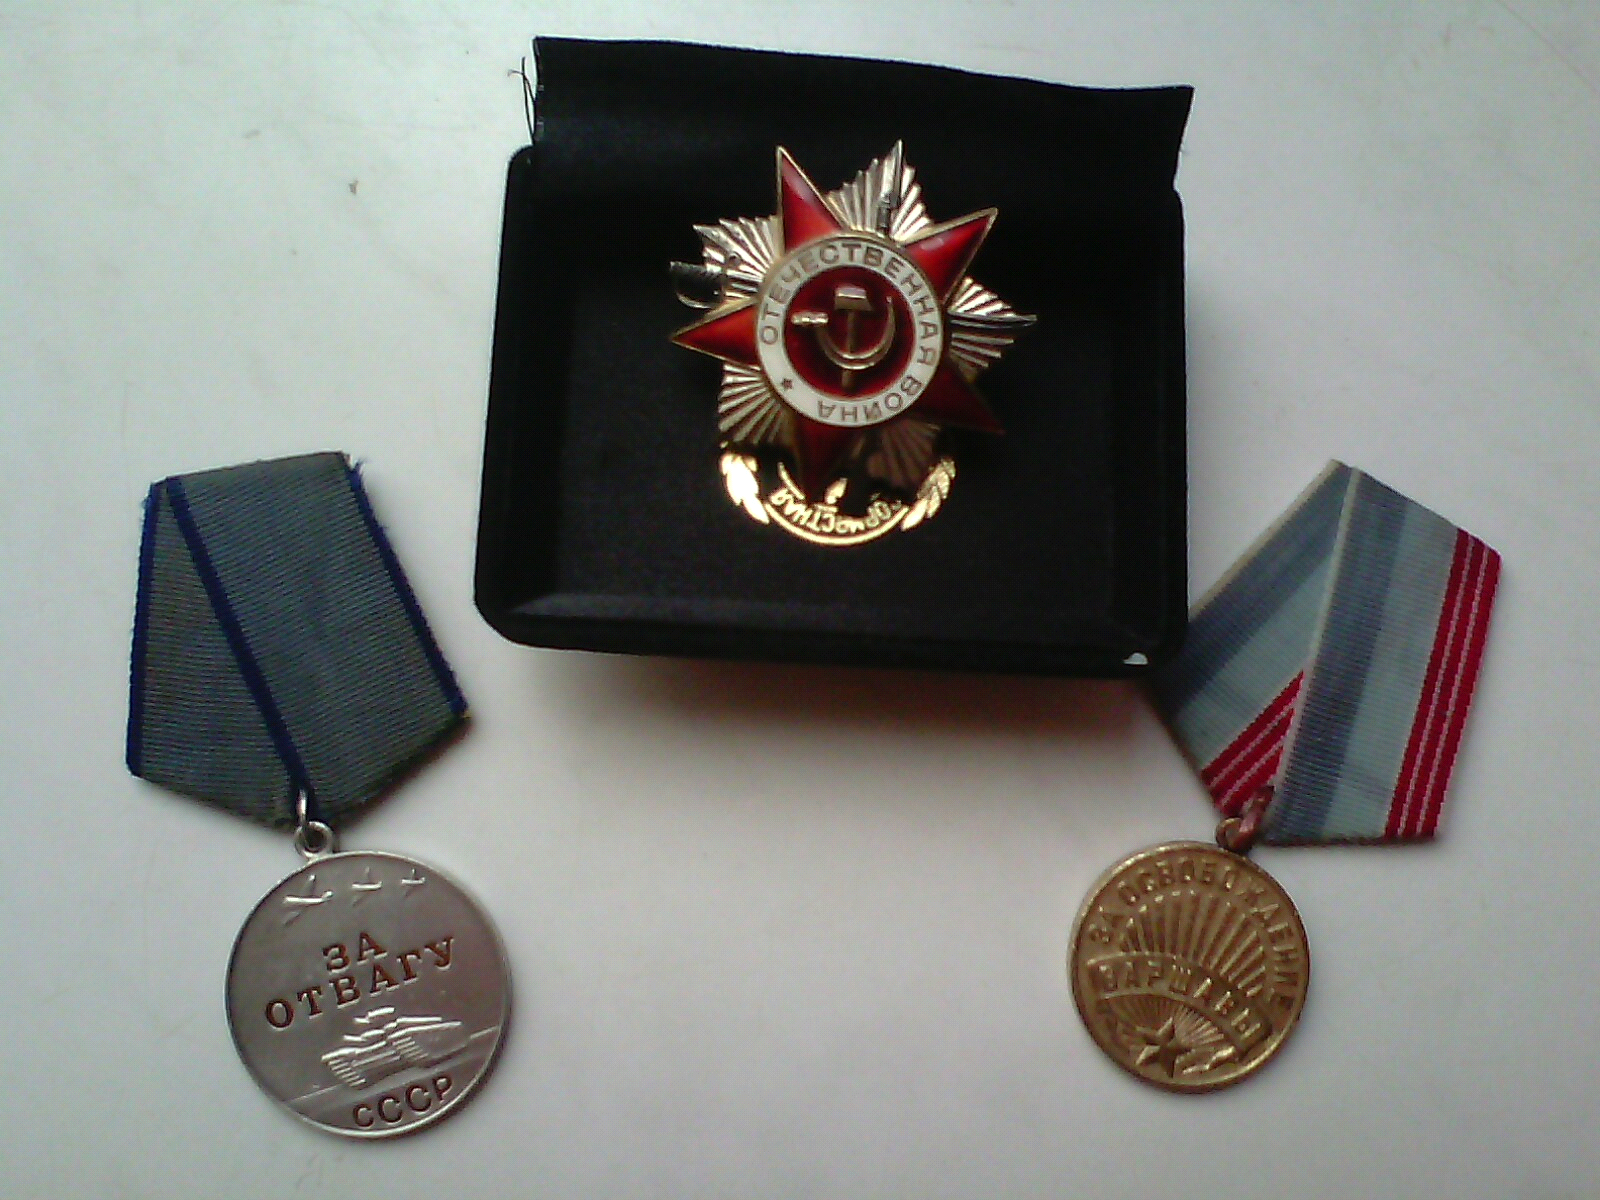 ОТЕЧЕСТВЕННАЯ ВОЙНА
ЗА
ОТВАГУ
СССР
ЗА ОСВОБОЖДЕНИЕ
ВАРШАВЫ